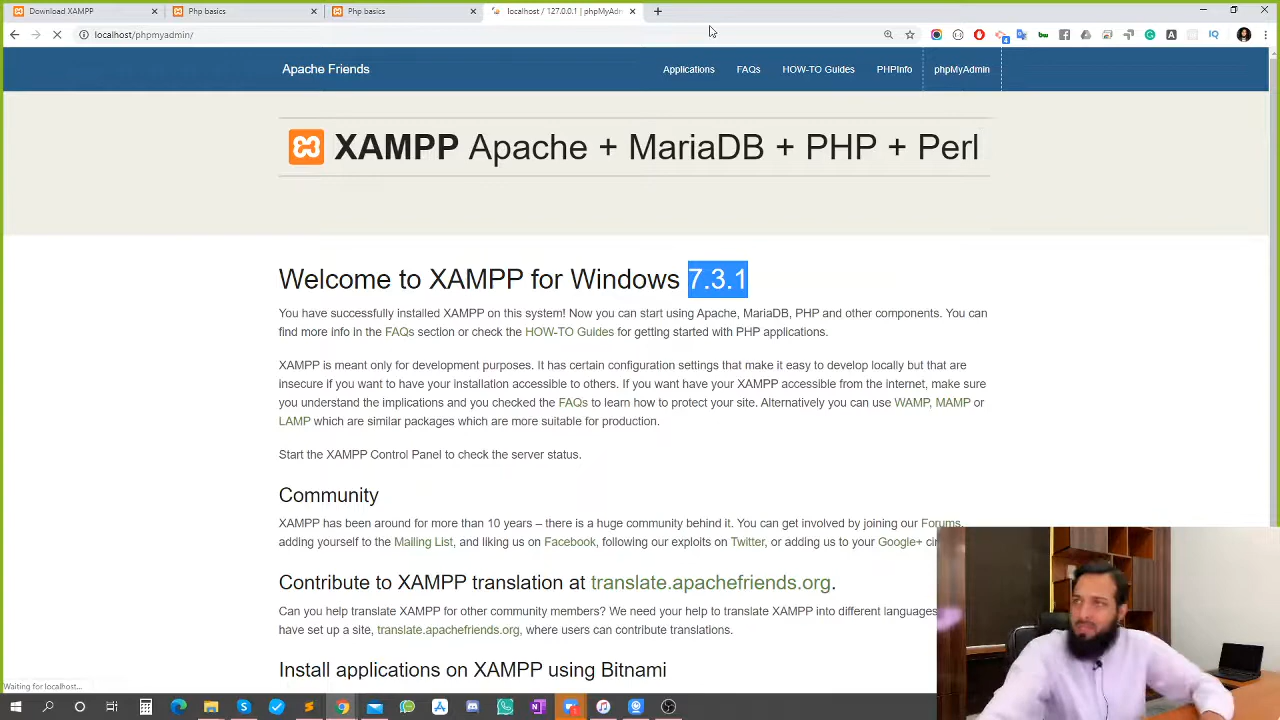 Download XAMPP
Php basics
Php basics
localhost / 127.0.0.1 | phpMyAdm
localhost/phpmyadmin/
Apache Friends
Applications FAQs HOW-TO Guides PHPInfo phpMyAdmin
XAMPP Apache + MariaDB + PHP + Perl
Welcome to XAMPP for Windows 7.3.1
You have successfully installed XAMPP on this system! Now you can start using Apache, MariaDB, PHP and other components. You can
find more info in the FAQs section or check the HOW-TO Guides for getting started with PHP applications.
XAMPP is meant only for development purposes. It has certain configuration settings that make it easy to develop locally but that are
insecure if you want to have your installation accessible to others. If you want have your XAMPP accessible from the internet, make sure
you understand the implications and you checked the FAQs to learn how to protect your site. Alternatively you can use WAMP, MAMP or
LAMP which are similar packages which are more suitable for production.
Start the XAMPP Control Panel to check the server status.
Community
XAMPP has been around for more than 10 years – there is a huge community behind it. You can get involved by joining our Forums,
adding yourself to the Mailing List, and liking us on Facebook, following our exploits on Twitter, or adding us to your Google+ cir
Contribute to XAMPP translation at translate.apachefriends.org.
Can you help translate XAMPP for other community members? We need your help to translate XAMPP into different languages
have set up a site, translate.apachefriends.org, where users can contribute translations.
Install applications on XAMPP using Bitnami
Waiting for localhost...